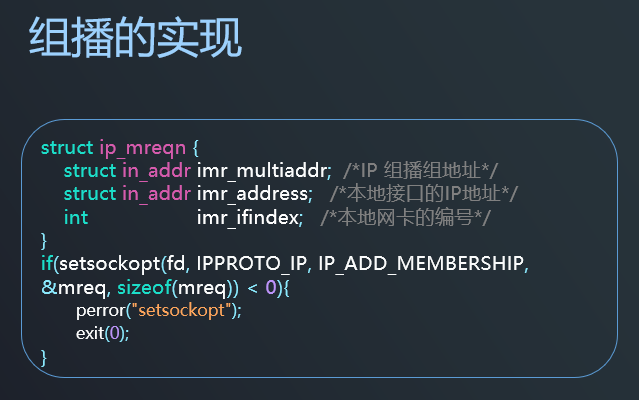 组播的实现
struct ip_mreqn {
struct in_addr imr_multiaddr; /*IP 组播组地址*/
struct in_addr imr_address; /*本地接口的IP地址*/
int imr_ifindex; /*本地网卡的编号*/
}
if(setsockopt(fd, IPPROTO_IP, IP_ADD_MEMBERSHIP,
&mreq, sizeof(mreq)) < 0){
perror("setsockopt");
exit(0);
}